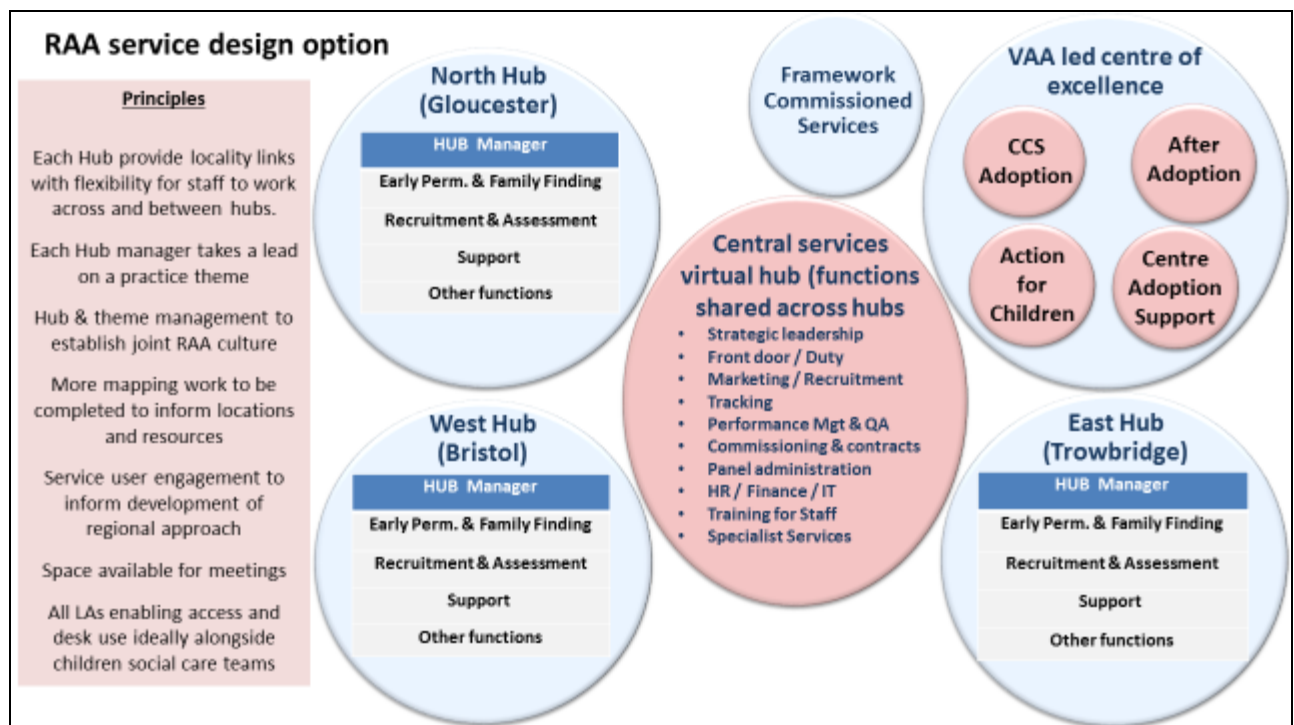 RAA service design option
Principles
Each Hub provide locality links
with flexibility for staff to work
across and between hubs.
Each Hub manager takes a lead
on a practice theme
Hub & theme management to
establish joint RAA culture
More mapping work to be
completed to inform locations
and resources
Service user engagement to
inform development of
regional approach
Space available for meetings
All LAs enabling access and
desk use ideally alongside
children social care teams
North Hub
(Gloucester)
HUB Manager
Early Perm. & Family Finding
Recruitment & Assessment
Support
Other functions
West Hub
(Bristol)
HUB Manager
Early Perm. & Family Finding
Recruitment & Assessment
Support
Other functions
Framework
Commissioned
Services
Central services
virtual hub (functions
shared across hubs
• Strategic leadership
• Front door / Duty
• Marketing / Recruitment
• Tracking
• Performance Mgt & QA
• Commissioning & contracts
• Panel administration
• HR / Finance / IT
• Training for Staff
• Specialist Services
VAA led centre of
excellence
CCS
Adoption
After
Adoption
Action
for
Children
Centre
Adoption
Support
East Hub
(Trowbridge)
HUB Manager
Early Perm. & Family Finding
Recruitment & Assessment
Support
Other functions